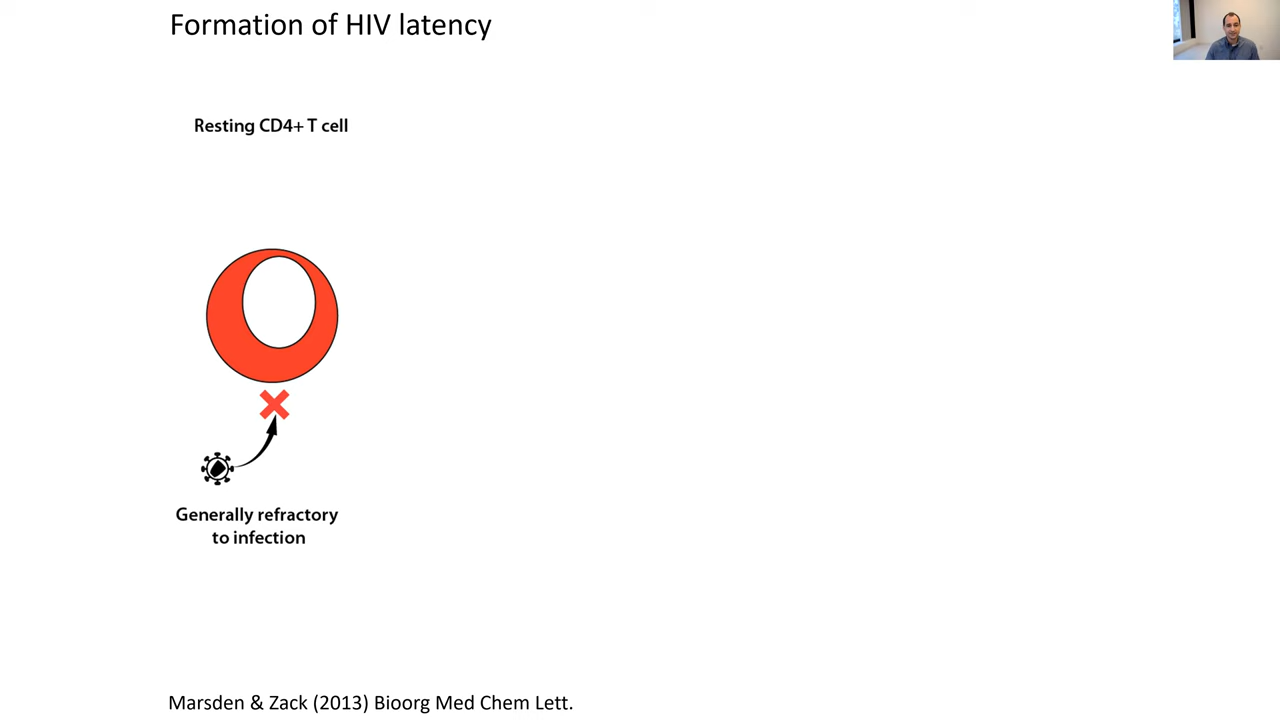 Formation of HIV latency
Resting CD4+ T cell
Generally refractory
to infection
Marsden & Zack (2013) Bioorg Med Chem Lett.